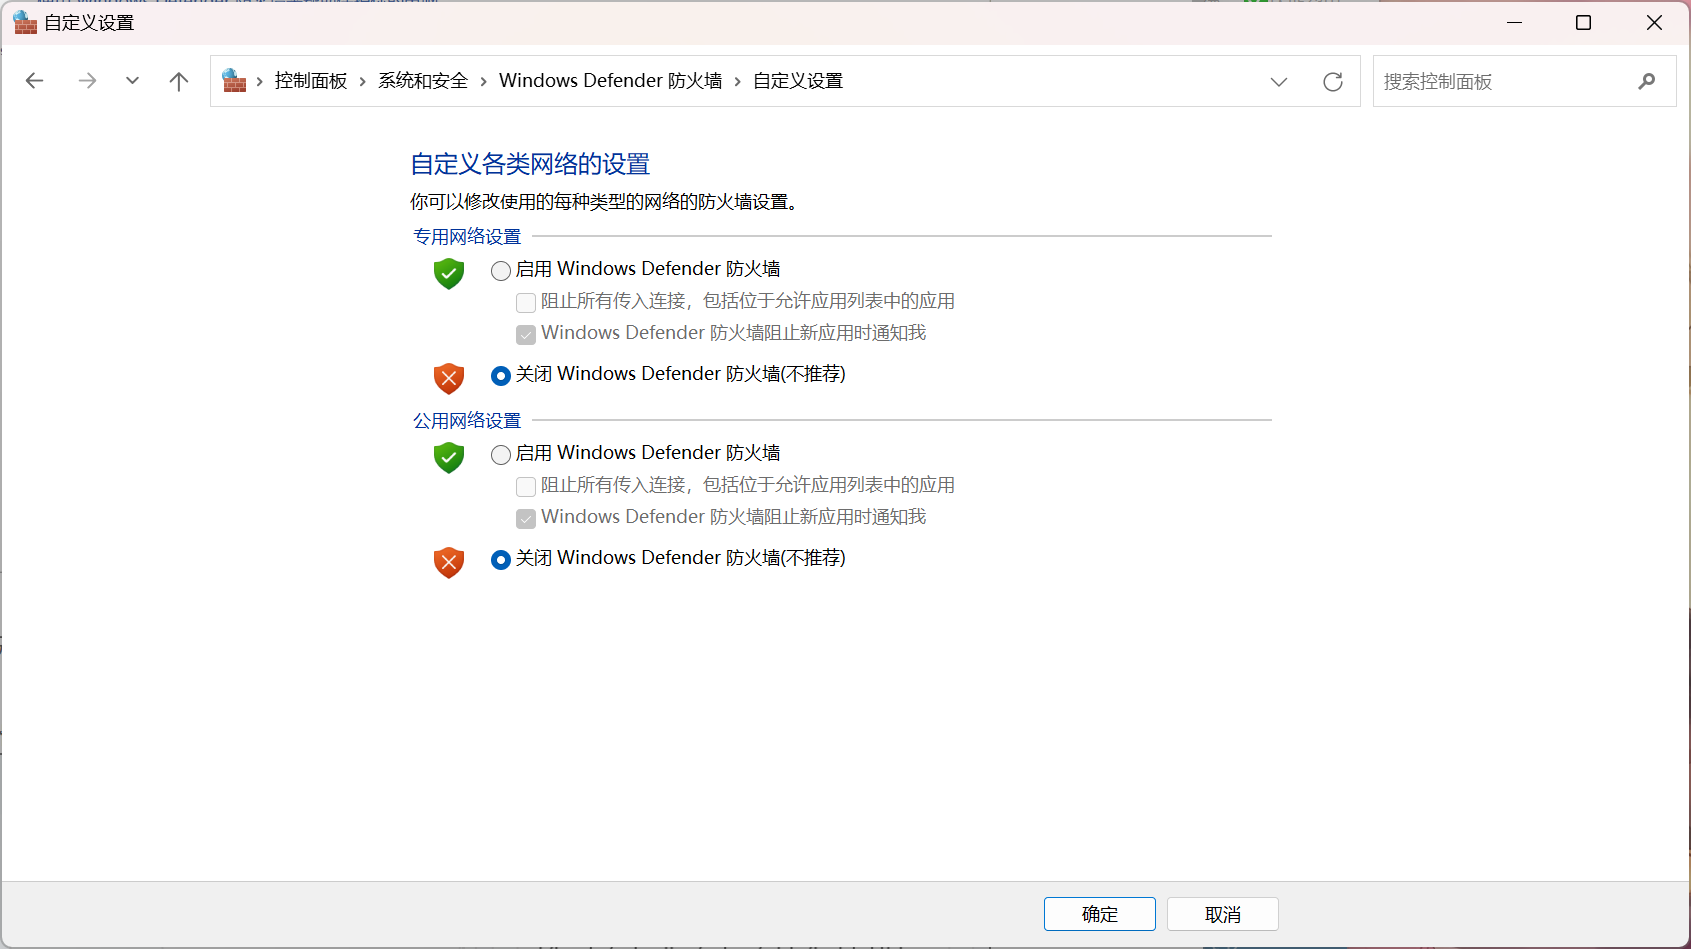 自定义设置
控制面板 › 系统和安全 › Windows Defender 防火墙 › 自定义设置
搜索控制面板
自定义各类网络的设置
你可以修改使用的每种类型的网络的防火墙设置。
专用网络设置
启用 Windows Defender 防火墙
阻止所有传入连接，包括位于允许应用列表中的应用
Windows Defender 防火墙阻止新应用时通知我
关闭 Windows Defender 防火墙(不推荐)
公用网络设置
启用 Windows Defender 防火墙
阻止所有传入连接，包括位于允许应用列表中的应用
Windows Defender 防火墙阻止新应用时通知我
关闭 Windows Defender 防火墙(不推荐)
确定
取消